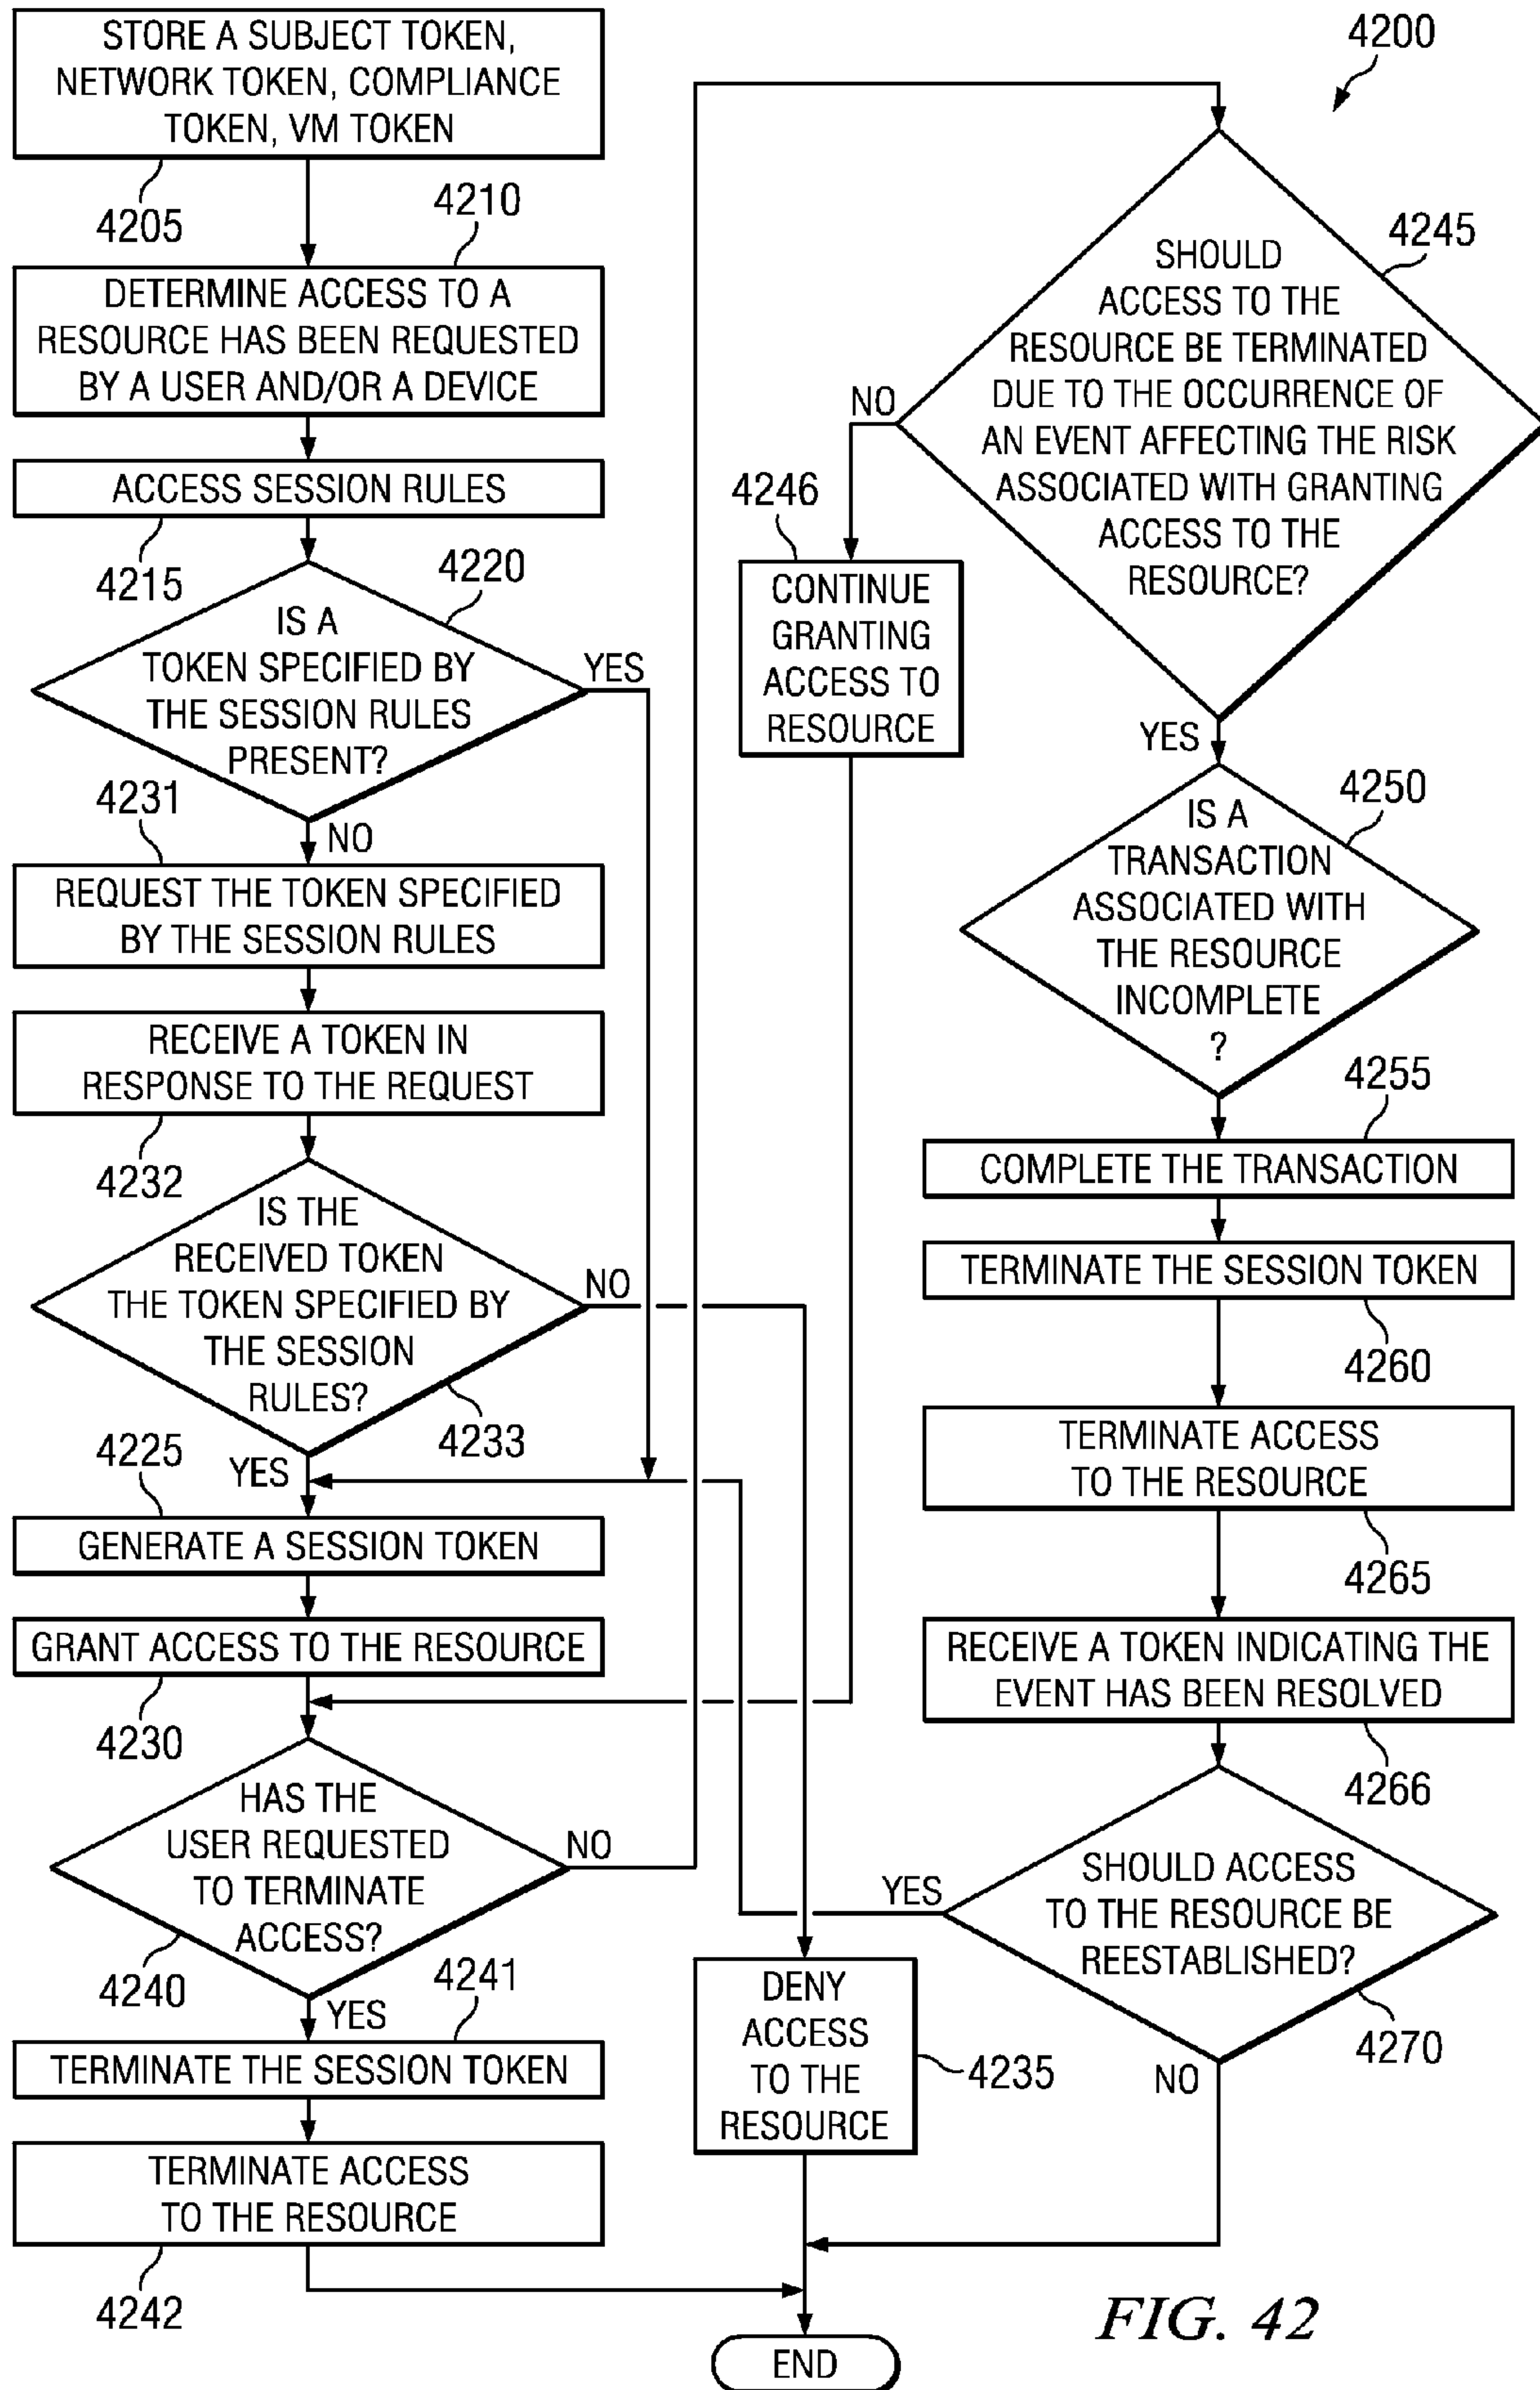 STORE A SUBJECT TOKEN,
NETWORK TOKEN, COMPLIANCE
TOKEN, VM TOKEN
4205
4210
DETERMINE ACCESS TO A
RESOURCE HAS BEEN REQUESTED
BY A USER AND/OR A DEVICE
ACCESS SESSION RULES
4215
4220
IS A
TOKEN SPECIFIED BY
THE SESSION RULES
PRESENT?
YES
4231
NO
REQUEST THE TOKEN SPECIFIED
BY THE SESSION RULES
RECEIVE A TOKEN IN
RESPONSE TO THE REQUEST
4232
IS THE
RECEIVED TOKEN
THE TOKEN SPECIFIED BY
THE SESSION
RULES?
NO
4233
4225
YES
GENERATE A SESSION TOKEN
GRANT ACCESS TO THE RESOURCE
4230
HAS THE
USER REQUESTED
TO TERMINATE
ACCESS?
NO
4240
4241
YES
TERMINATE THE SESSION TOKEN
TERMINATE ACCESS
TO THE RESOURCE
4242
4200
4245
SHOULD
ACCESS TO THE
RESOURCE BE TERMINATED
DUE TO THE OCCURRENCE OF
AN EVENT AFFECTING THE RISK
ASSOCIATED WITH GRANTING
ACCESS TO THE
RESOURCE?
NO
4246
CONTINUE
GRANTING
ACCESS TO
RESOURCE
YES
4250
IS A
TRANSACTION
ASSOCIATED WITH
THE RESOURCE
INCOMPLETE
?
4255
COMPLETE THE TRANSACTION
TERMINATE THE SESSION TOKEN
4260
TERMINATE ACCESS
TO THE RESOURCE
4265
RECEIVE A TOKEN INDICATING THE
EVENT HAS BEEN RESOLVED
4266
SHOULD ACCESS
TO THE RESOURCE BE
REESTABLISHED?
YES
4270
NO
DENY
ACCESS
TO THE
RESOURCE
4235
END
FIG. 42